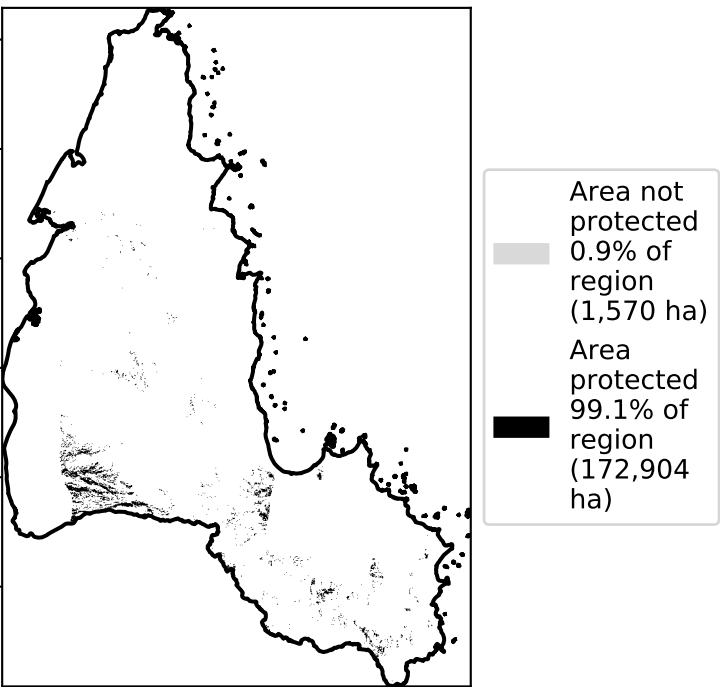 Area not
protected
0.9% of
region
(1,570 ha)
Area
protected
99.1% of
region
(172,904
ha)